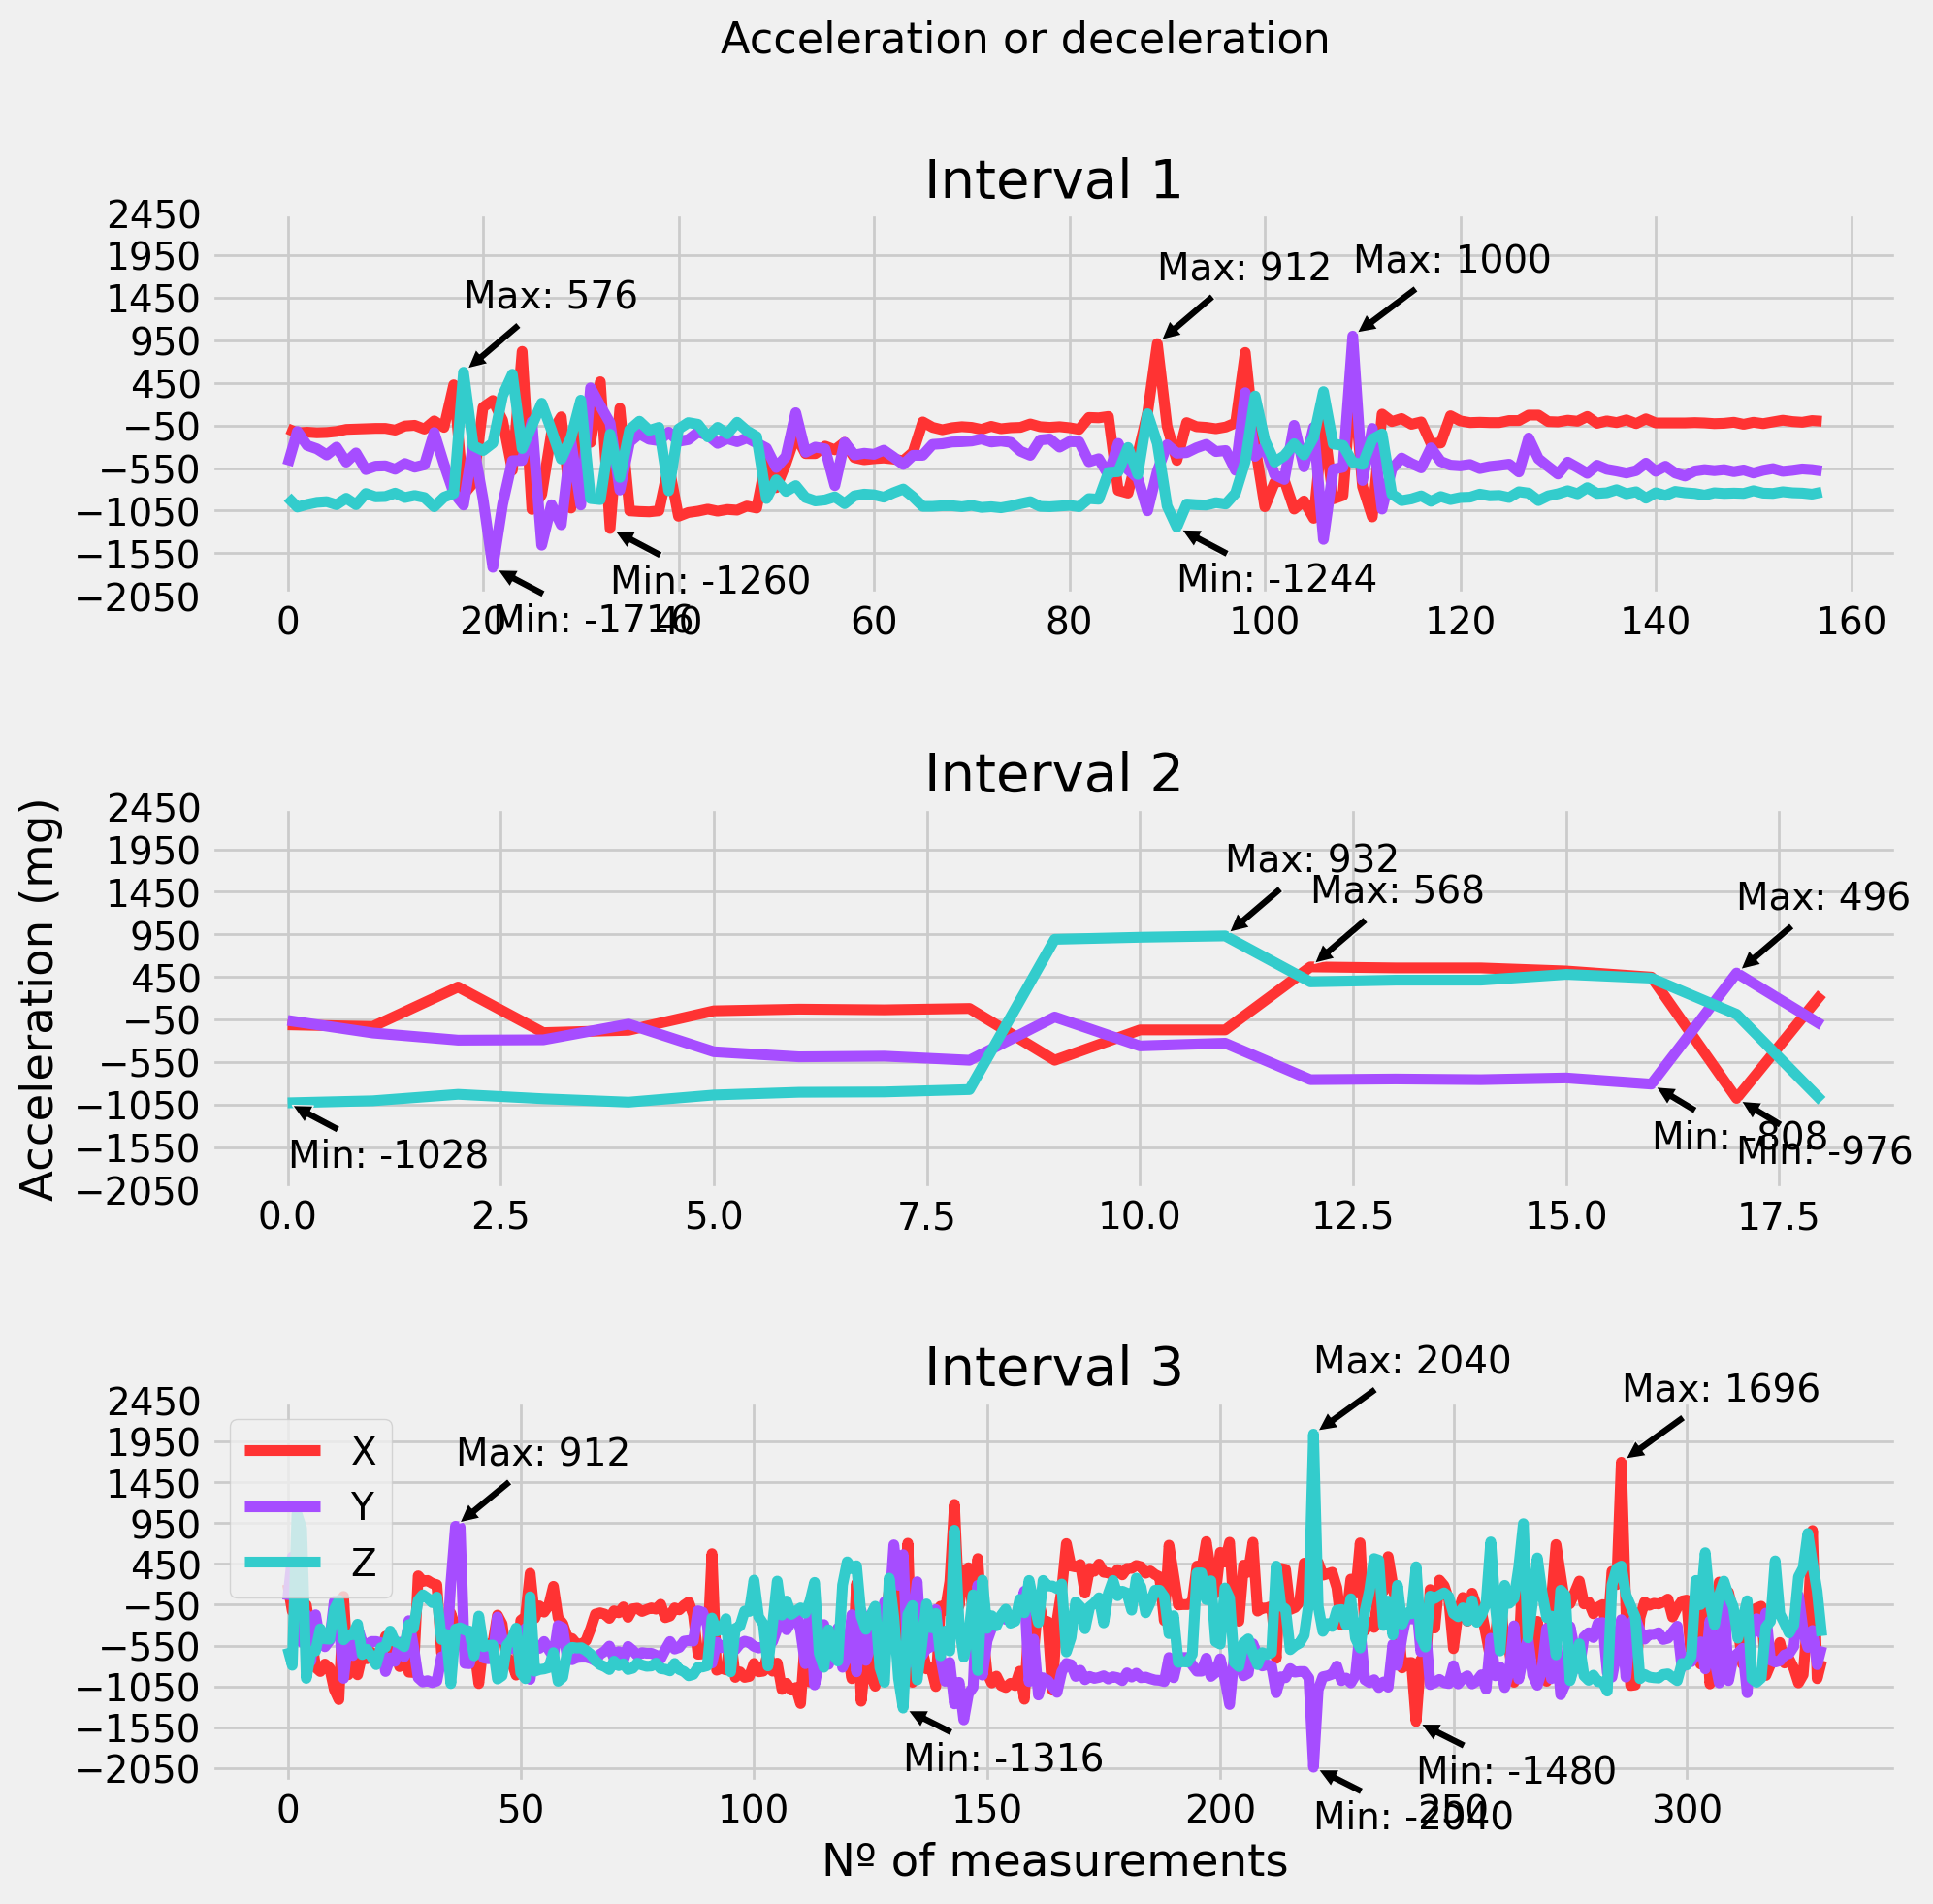 Acceleration or deceleration
Interval 1
2450
1950
1450
950
450
−50
−550
−1050
−1550
−2050
Max: 576
Max: 912
Max: 1000
Min: -1716
Min: -1260
Min: -1244
0 20 40 60 80 100 120 140 160
Acceleration (mg)
Interval 2
2450
1950
1450
950
450
−50
−550
−1050
−1550
−2050
Max: 932
Max: 568
Max: 496
Min: -1028
Min: -808
Min: -976
0.0 2.5 5.0 7.5 10.0 12.5 15.0 17.5
Interval 3
2450
1950
1450
950
450
−50
−550
−1050
−1550
−2050
X
Y
Z
Max: 912
Max: 2040
Max: 1696
Min: -1316
Min: -1480
Min: -2040
0 50 100 150 200 250 300
Nº of measurements